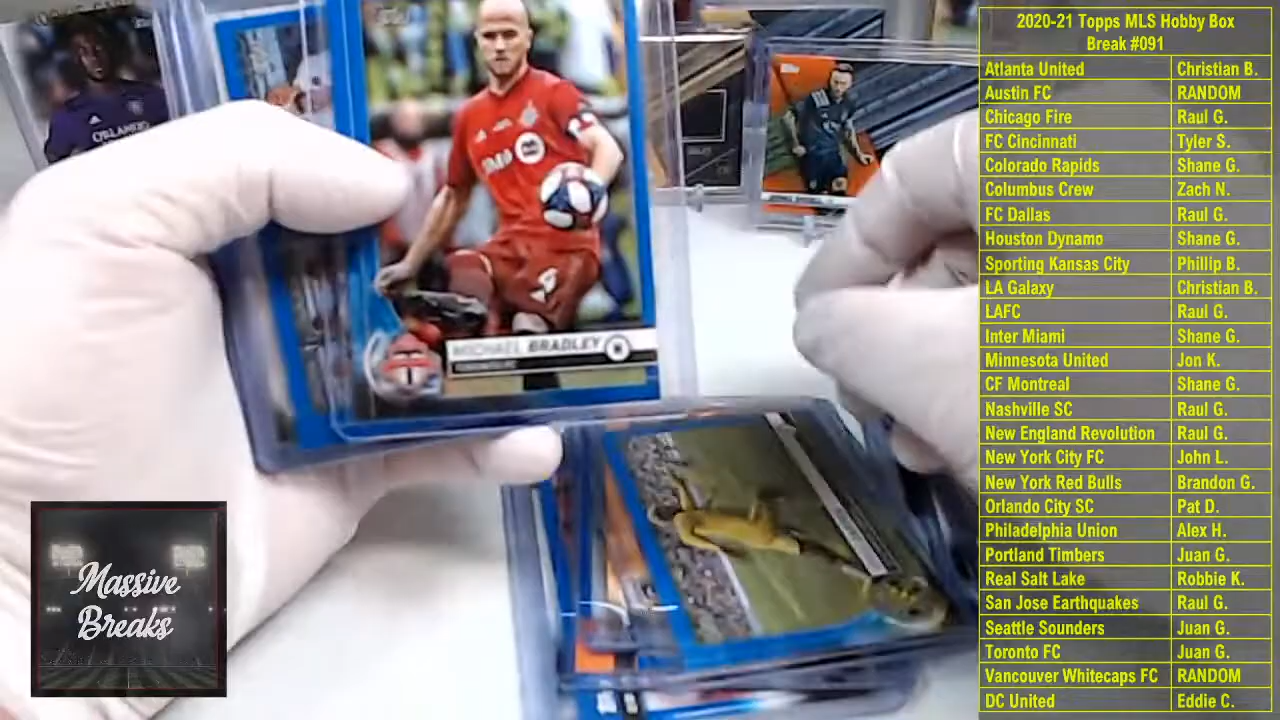 2020-21 Topps MLS Hobby Box
Break #091
Atlanta United Christian B.
Austin FC RANDOM
Chicago Fire Raul G.
FC Cincinnati Tyler S.
Colorado Rapids Shane G.
Columbus Crew Zach N.
FC Dallas Raul G.
Houston Dynamo Shane G.
Sporting Kansas City Phillip B.
LA Galaxy Christian B.
LAFC Raul G.
Inter Miami Shane G.
Minnesota United Jon K.
CF Montreal Shane G.
Nashville SC Raul G.
New England Revolution Raul G.
New York City FC John L.
New York Red Bulls Brandon G.
Orlando City SC Pat D.
Philadelphia Union Alex H.
Portland Timbers Juan G.
Real Salt Lake Robbie K.
San Jose Earthquakes Raul G.
Seattle Sounders Juan G.
Toronto FC Juan G.
Vancouver Whitecaps FC RANDOM
DC United Eddie C.
ORLANDO
MICHAEL BRADLEY
Massive
Breaks